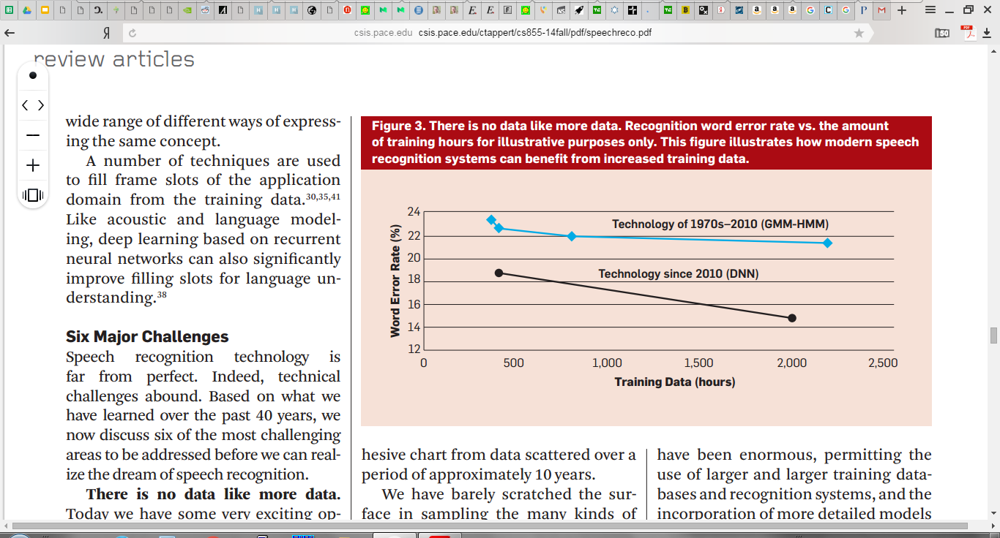 csis.pace.edu csis.pace.edu/ctappert/cs855-14fall/pdf/speechreco.pdf
review articles
wide range of different ways of express-
ing the same concept.
A number of techniques are used
to fill frame slots of the application
domain from the training data.30,35,41
Like acoustic and language model-
ing, deep learning based on recurrent
neural networks can also significantly
improve filling slots for language un-
derstanding.38
Six Major Challenges
Speech recognition technology is
far from perfect. Indeed, technical
challenges abound. Based on what we
have learned over the past 40 years, we
now discuss six of the most challenging
areas to be addressed before we can real-
ize the dream of speech recognition.
There is no data like more data.
Today we have some very exciting op-
Figure 3. There is no data like more data. Recognition word error rate vs. the amount
of training hours for illustrative purposes only. This figure illustrates how modern speech
recognition systems can benefit from increased training data.
Word Error Rate (%)
24
22
20
18
16
14
12
Technology of 1970s–2010 (GMM-HMM)
Technology since 2010 (DNN)
0 500 1,000 1,500 2,000 2,500
Training Data (hours)
hesive chart from data scattered over a
period of approximately 10 years.
We have barely scratched the sur-
face in sampling the many kinds of
have been enormous, permitting the
use of larger and larger training data-
bases and recognition systems, and the
incorporation of more detailed models